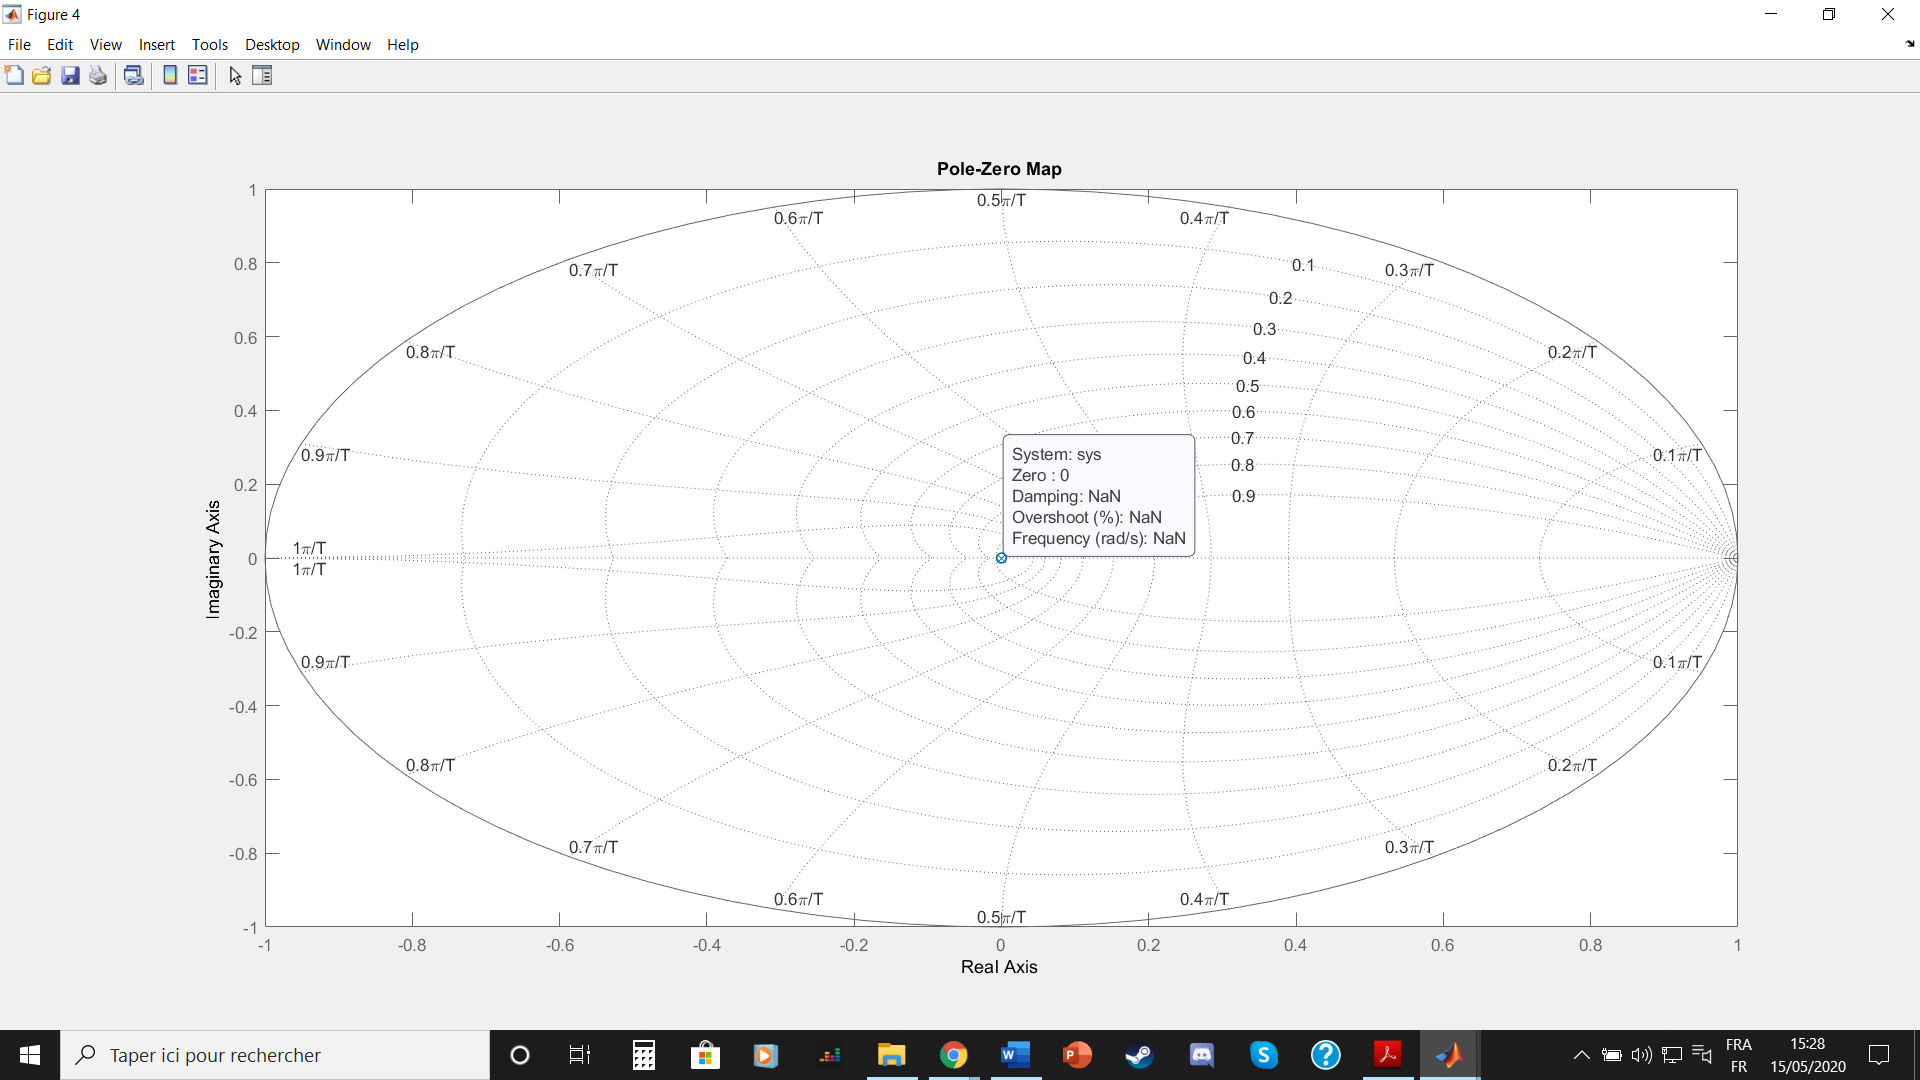 Figure 4
File Edit View Insert Tools Desktop Window Help
Pole-Zero Map
1
0.8
0.6
0.4
0.2
0
-0.2
-0.4
-0.6
-0.8
-1
Imaginary Axis
0.5π/T
0.6π/T
0.4π/T
0.7π/T
0.1
0.3π/T
0.2
0.3
0.8π/T
0.4
0.2π/T
0.5
0.6
0.7
0.9π/T
0.8
0.1π/T
0.9
System: sys
Zero : 0
Damping: NaN
Overshoot (%): NaN
Frequency (rad/s): NaN
1π/T
1π/T
0.9π/T
0.1π/T
0.8π/T
0.2π/T
0.7π/T
0.3π/T
0.6π/T
0.4π/T
0.5π/T
-1 -0.8 -0.6 -0.4 -0.2 0 0.2 0.4 0.6 0.8 1
Real Axis
Taper ici pour rechercher
FRA
FR
15:28
15/05/2020